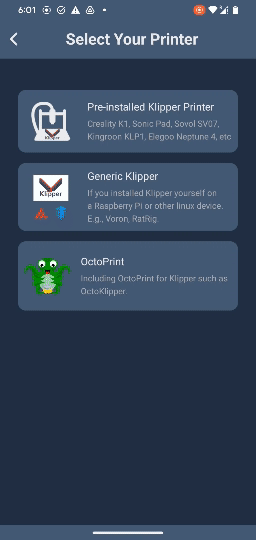 6:01
Select Your Printer
Pre-installed Klipper Printer
Creality K1, Sonic Pad, Sovol SV07,
Kingroon KLP1, Elegoo Neptune 4, etc
Klipper
Generic Klipper
If you installed Klipper yourself on
a Raspberry Pi or other linux device.
E.g., Voron, RatRig.
Klipper
OctoPrint
Including OctoPrint for Klipper such as
OctoKlipper.